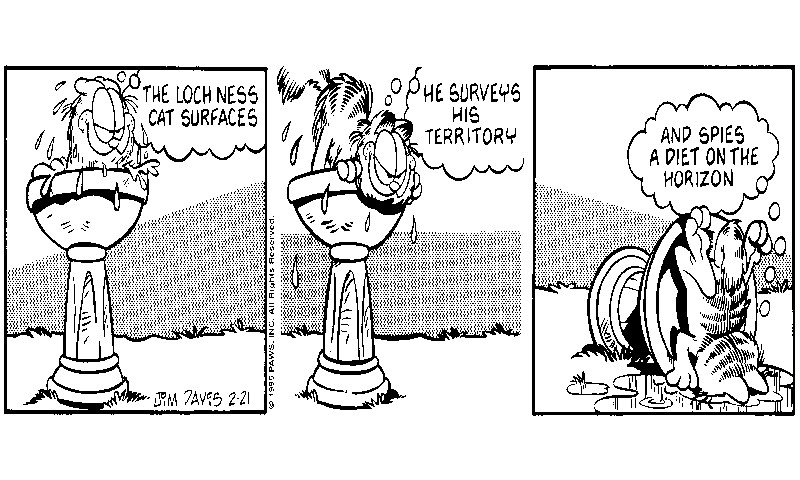 THE LOCH NESS
CAT SURFACES
JIM DAVIS 2-21
© 1995 PAWS, INC. All Rights Reserved.
HE SURVEYS
HIS
TERRITORY
AND SPIES
A DIET ON THE
HORIZON